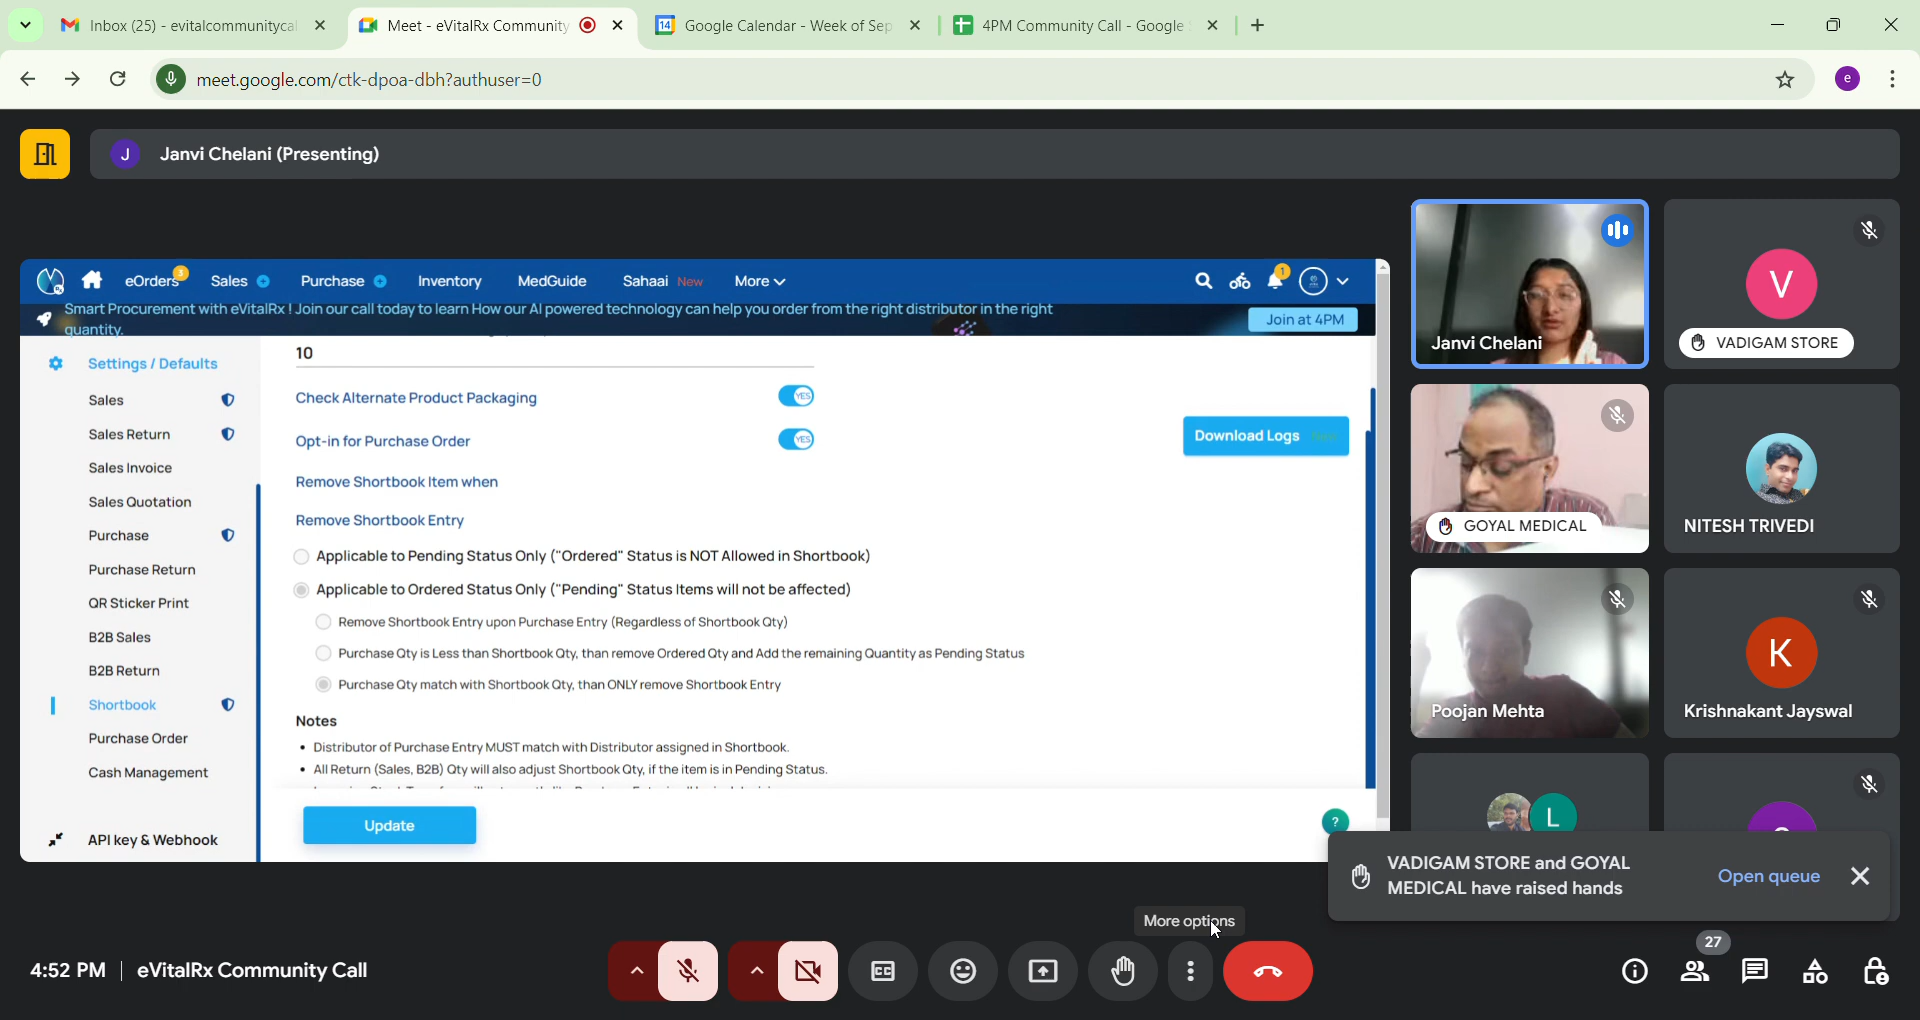 Inbox (25) - evitalcommunitycal
Meet - eVitalRx Community
Google Calendar - Week of Sep
4PM Community Call - Google
meet.google.com/ctk-dpoa-dbh?authuser=0
e
J
Janvi Chelani (Presenting)
eOrders 3
Sales
Purchase
Inventory
MedGuide
Sahaai New
More
1
Smart Procurement with eVitalRx ! Join our call today to learn How our AI powered technology can help you order from the right distributor in the right
quantity.
Join at 4PM
Settings / Defaults
Sales
Sales Return
Sales Invoice
Sales Quotation
Purchase
Purchase Return
QR Sticker Print
B2B Sales
B2B Return
Shortbook
Purchase Order
Cash Management
API key & Webhook
10
Check Alternate Product Packaging
YES
Opt-in for Purchase Order
YES
Download Logs
Remove Shortbook Item when
Remove Shortbook Entry
Applicable to Pending Status Only ("Ordered" Status is NOT Allowed in Shortbook)
Applicable to Ordered Status Only ("Pending" Status Items will not be affected)
Remove Shortbook Entry upon Purchase Entry (Regardless of Shortbook Qty)
Purchase Qty is Less than Shortbook Qty, than remove Ordered Qty and Add the remaining Quantity as Pending Status
Purchase Qty match with Shortbook Qty, than ONLY remove Shortbook Entry
Notes
• Distributor of Purchase Entry MUST match with Distributor assigned in Shortbook.
• All Return (Sales, B2B) Qty will also adjust Shortbook Qty, if the item is in Pending Status.
Update
?
Janvi Chelani
V
VADIGAM STORE
GOYAL MEDICAL
NITESH TRIVEDI
Poojan Mehta
K
Krishnakant Jayswal
L
VADIGAM STORE and GOYAL
MEDICAL have raised hands
Open queue
More options
4:52 PM | eVitalRx Community Call
27